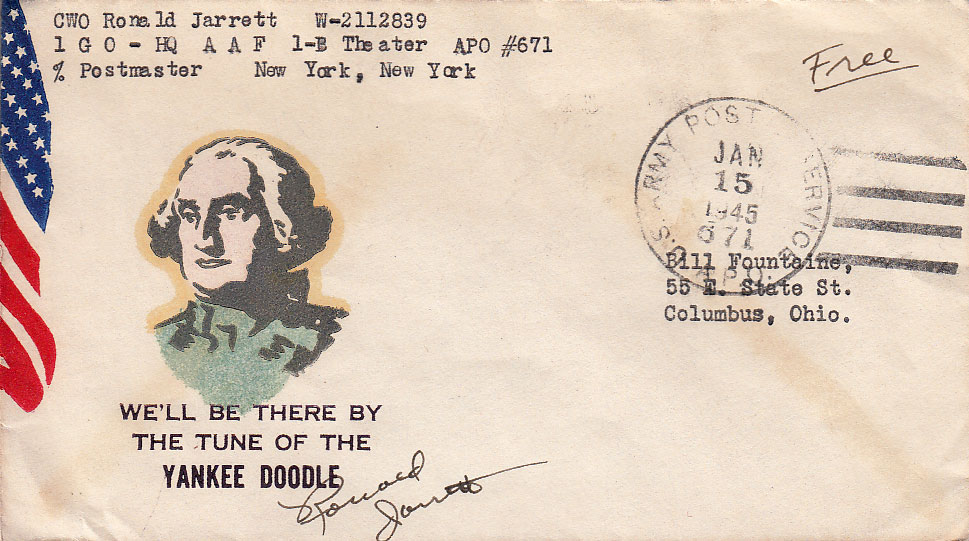 CWO Ronald Jarrett W-2112839
1 G O - HQ A A F 1-B Theater APO #671
% Postmaster New York, New York
Free
U.S. ARMY POST SERVICE
JAN
15
1945
671
A.P.O.
Bill Fountaine,
55 E. State St.
Columbus, Ohio.
WE'LL BE THERE BY
THE TUNE OF THE
YANKEE DOODLE
Ronald
Jarrett